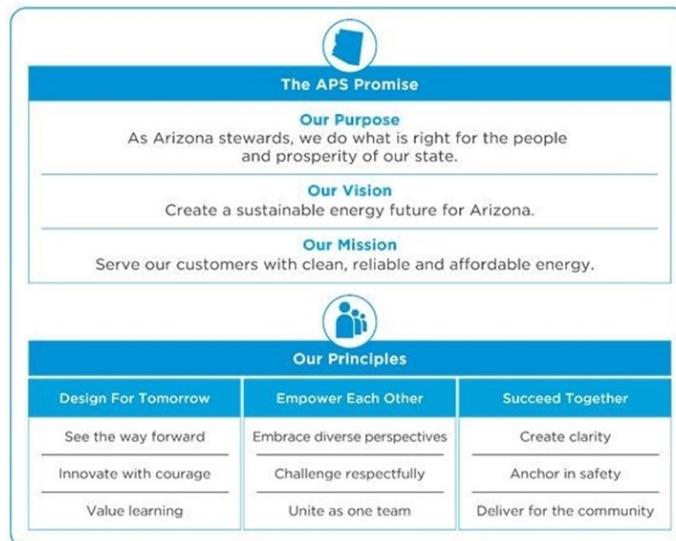 The APS Promise
Our Purpose
As Arizona stewards, we do what is right for the people
and prosperity of our state.
Our Vision
Create a sustainable energy future for Arizona.
Our Mission
Serve our customers with clean, reliable and affordable energy.
Our Principles
Design For Tomorrow
See the way forward
Innovate with courage
Value learning
Empower Each Other
Embrace diverse perspectives
Challenge respectfully
Unite as one team
Succeed Together
Create clarity
Anchor in safety
Deliver for the community